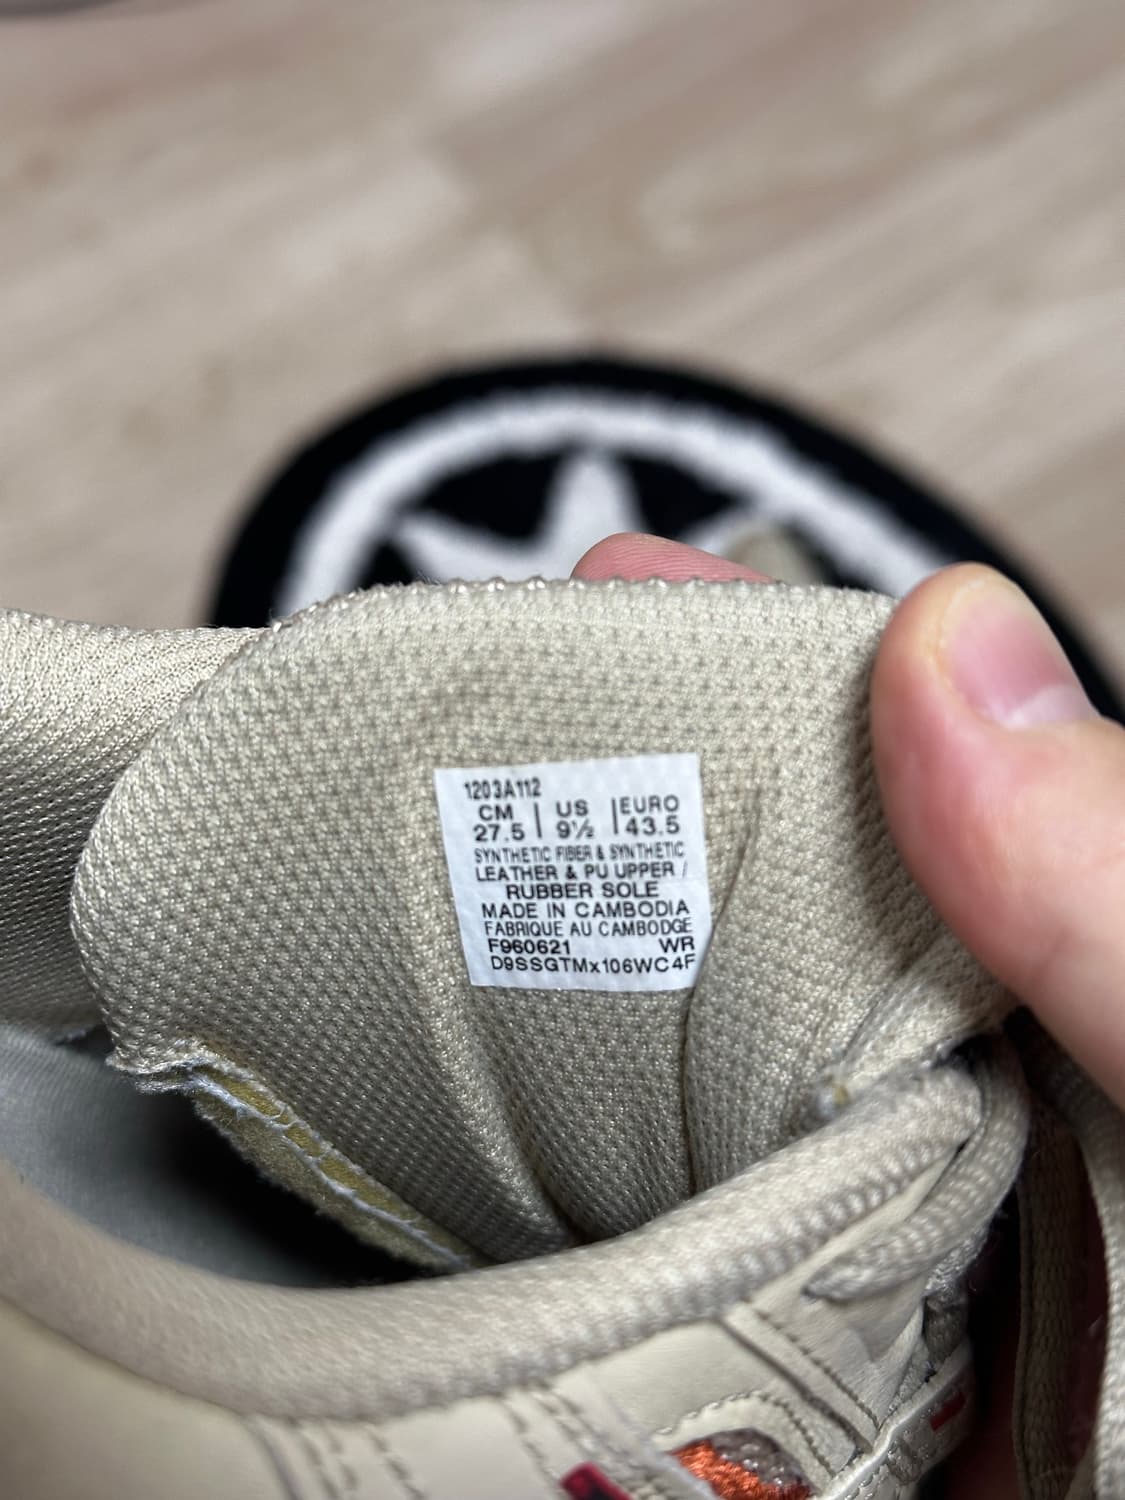 1203A112
CM | US | EURO
27.5 | 9½ | 43.5
SYNTHETIC FIBER & SYNTHETIC
LEATHER & PU UPPER /
RUBBER SOLE
MADE IN CAMBODIA
FABRIQUE AU CAMBODGE
F960621 WR
D9SSGTMx106WC4F